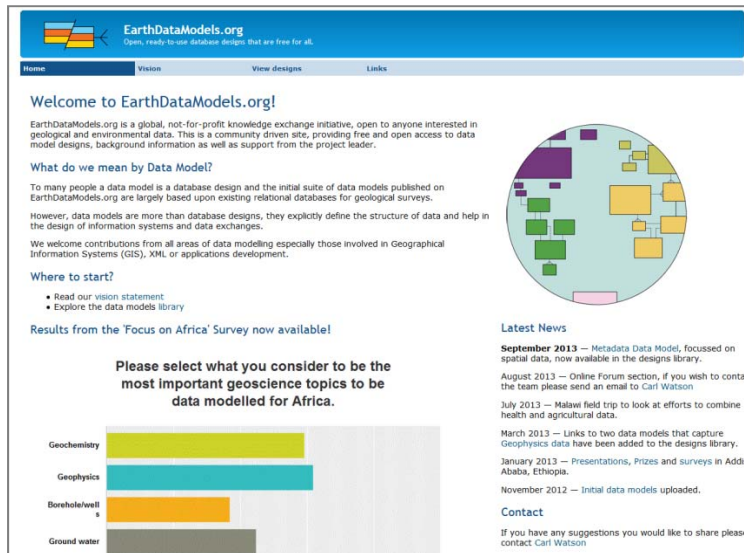 EarthDataModels.org
Open, ready-to-use database designs that are free for all.
Home Vision View designs Links
Welcome to EarthDataModels.org!
EarthDataModels.org is a global, not-for-profit knowledge exchange initiative, open to anyone interested in
geological and environmental data. This is a community driven site, providing free and open access to data
model designs, background information as well as support from the project leader.
What do we mean by Data Model?
To many people a data model is a database design and the initial suite of data models published on
EarthDataModels.org are largely based upon existing relational databases for geological surveys.
However, data models are more than database designs, they explicitly define the structure of data and help in
the design of information systems and data exchanges.
We welcome contributions from all areas of data modelling especially those involved in Geographical
Information Systems (GIS), XML or applications development.
Where to start?
• Read our vision statement
• Explore the data models library
Results from the 'Focus on Africa' Survey now available!
Please select what you consider to be the
most important geoscience topics to be
data modelled for Africa.
Geochemistry
Geophysics
Borehole/well
s
Ground water
Latest News
September 2013 — Metadata Data Model, focussed on
spatial data, now available in the designs library.
August 2013 — Online Forum section, if you wish to conta
the team please send an email to Carl Watson
July 2013 — Malawi field trip to look at efforts to combine
health and agricultural data.
March 2013 — Links to two data models that capture
Geophysics data have been added to the designs library.
January 2013 — Presentations, Prizes and surveys in Addi
Ababa, Ethiopia.
November 2012 — Initial data models uploaded.
Contact
If you have any suggestions you would like to share please
contact Carl Watson